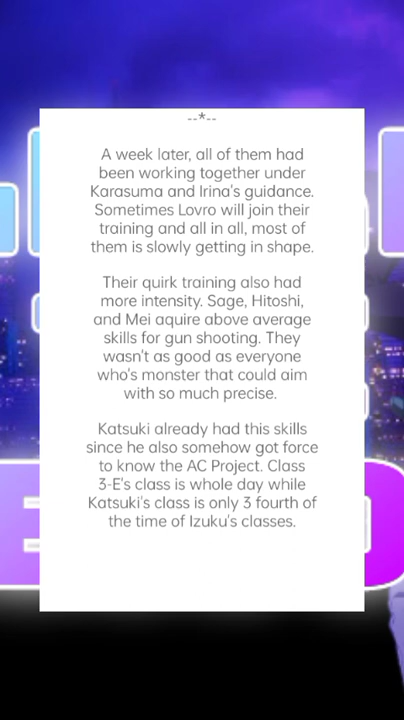 --*--
A week later, all of them had
been working together under
Karasuma and Irina's guidance.
Sometimes Lovro will join their
training and all in all, most of
them is slowly getting in shape.
Their quirk training also had
more intensity. Sage, Hitoshi,
and Mei aquire above average
skills for gun shooting. They
wasn't as good as everyone
who's monster that could aim
with so much precise.
Katsuki already had this skills
since he also somehow got force
to know the AC Project. Class
3-E's class is whole day while
Katsuki's class is only 3 fourth of
the time of Izuku's classes.